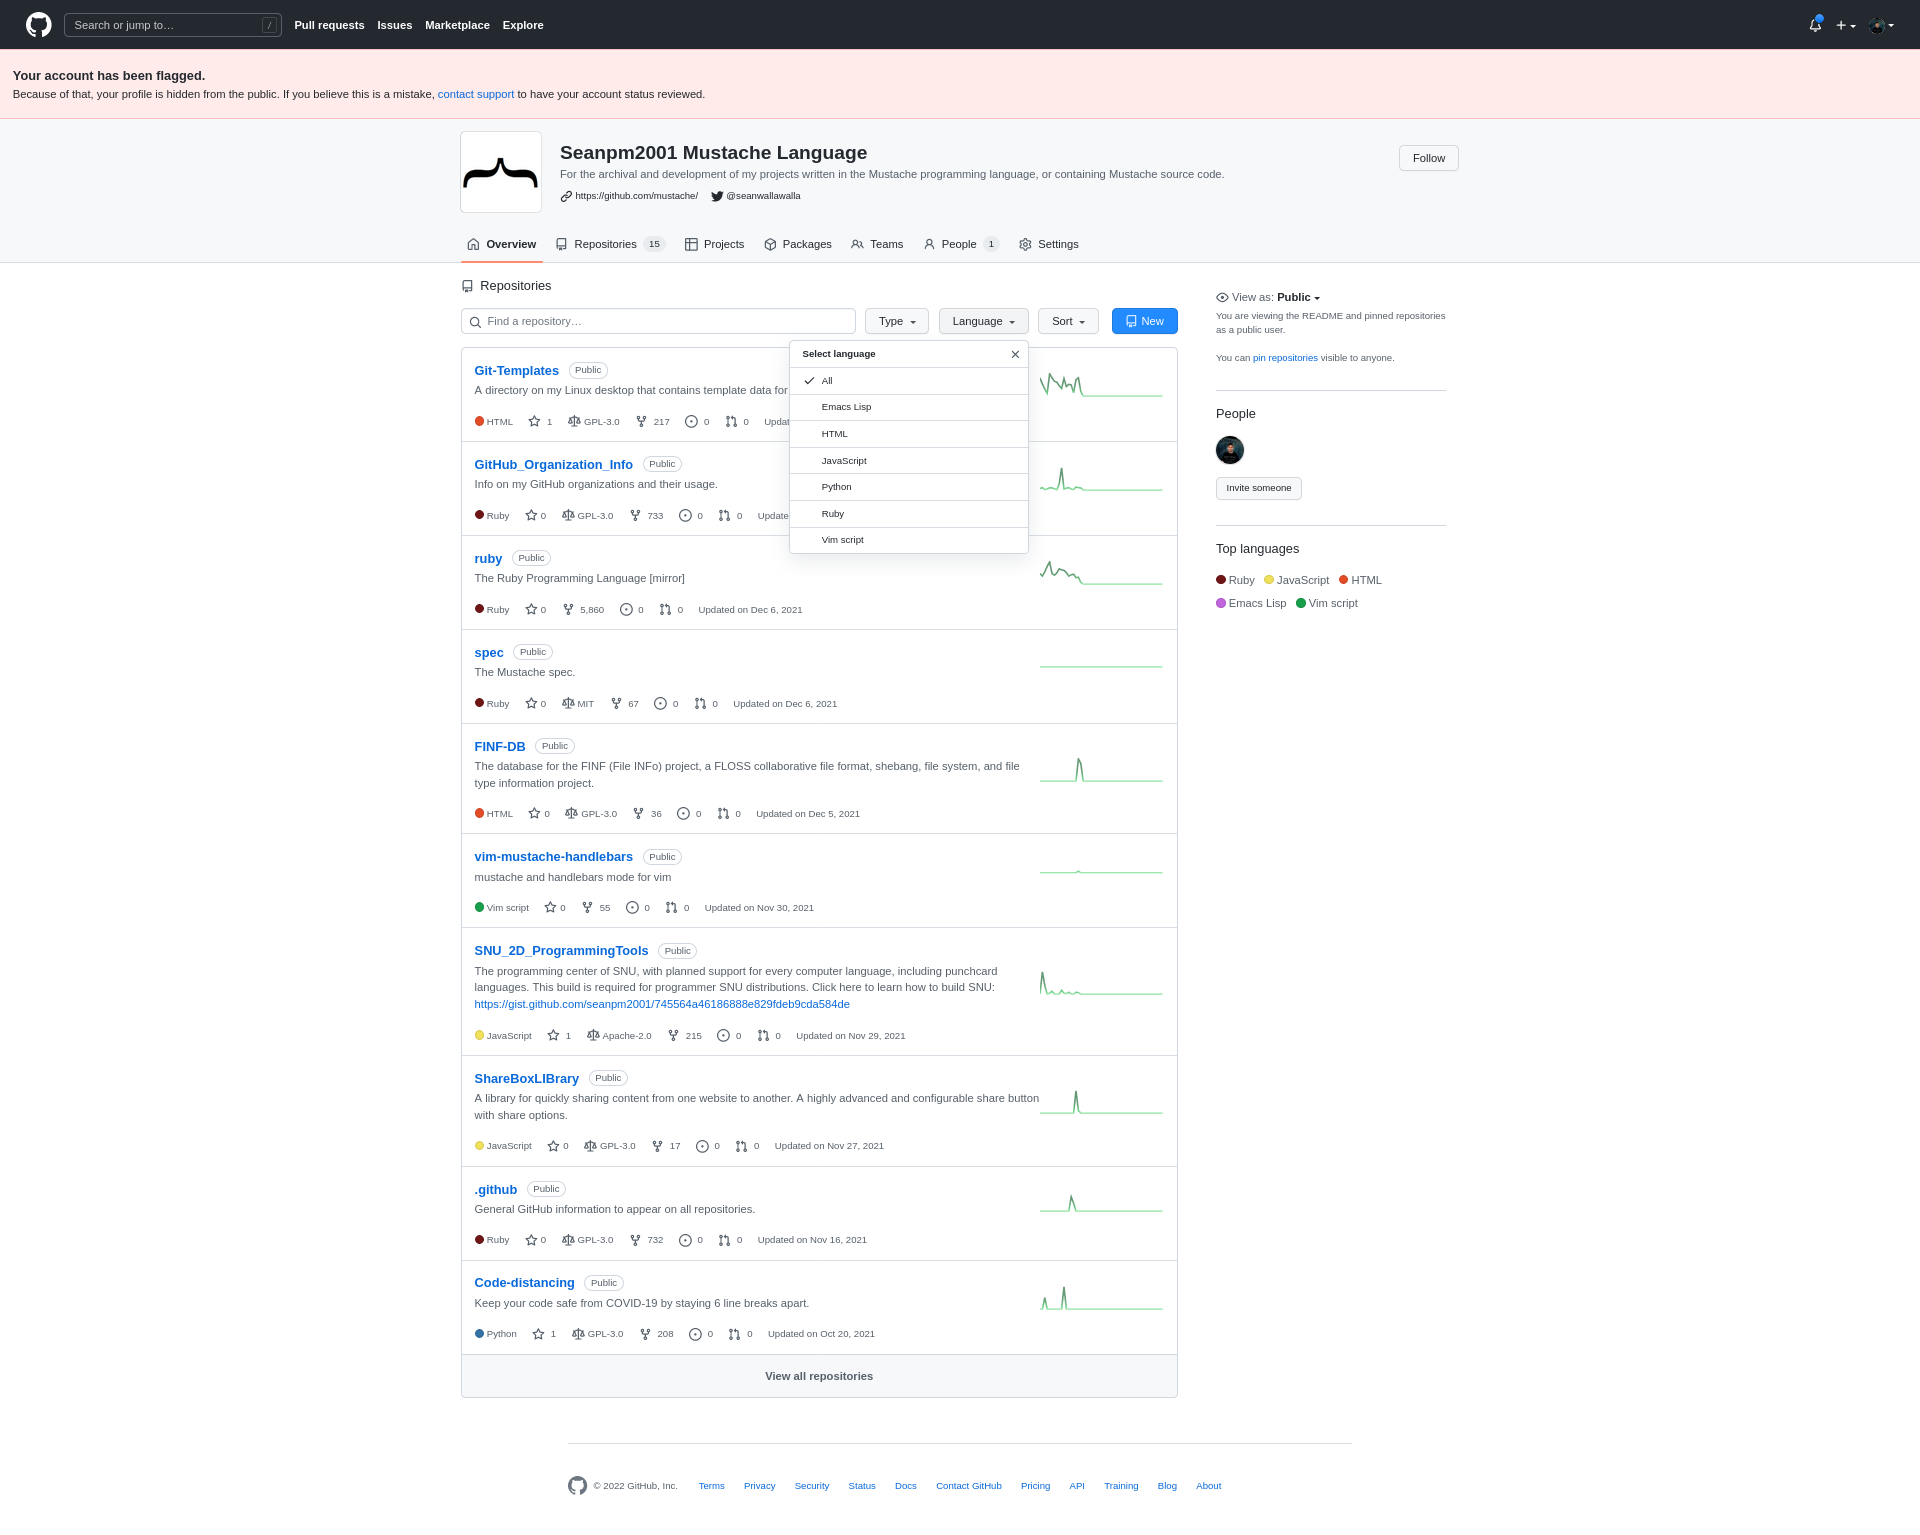 Search or jump to…
/
Pull requests
Issues
Marketplace
Explore
Your account has been flagged.
Because of that, your profile is hidden from the public. If you believe this is a mistake, contact support to have your account status reviewed.
Seanpm2001 Mustache Language
For the archival and development of my projects written in the Mustache programming language, or containing Mustache source code.
https://github.com/mustache/ @seanwallawalla
Follow
Overview Repositories 15 Projects Packages Teams People 1 Settings
Repositories
Find a repository…
Type
Language
Sort
New
Select language
All
Emacs Lisp
HTML
JavaScript
Python
Ruby
Vim script
Git-Templates Public
A directory on my Linux desktop that contains template data for
HTML 1 GPL-3.0 217 0 0
GitHub_Organization_Info Public
Info on my GitHub organizations and their usage.
Ruby 0 GPL-3.0 733 0 0
ruby Public
The Ruby Programming Language [mirror]
Ruby 0 5,860 0 0 Updated on Dec 6, 2021
spec Public
The Mustache spec.
Ruby 0 MIT 67 0 0 Updated on Dec 6, 2021
FINF-DB Public
The database for the FINF (File INFo) project, a FLOSS collaborative file format, shebang, file system, and file
type information project.
HTML 0 GPL-3.0 36 0 0 Updated on Dec 5, 2021
vim-mustache-handlebars Public
mustache and handlebars mode for vim
Vim script 0 55 0 0 Updated on Nov 30, 2021
SNU_2D_ProgrammingTools Public
The programming center of SNU, with planned support for every computer language, including punchcard
languages. This build is required for programmer SNU distributions. Click here to learn how to build SNU:
https://gist.github.com/seanpm2001/745564a46186888e829fdeb9cda584de
JavaScript 1 Apache-2.0 215 0 0 Updated on Nov 29, 2021
ShareBoxLIBrary Public
A library for quickly sharing content from one website to another. A highly advanced and configurable share button
with share options.
JavaScript 0 GPL-3.0 17 0 0 Updated on Nov 27, 2021
.github Public
General GitHub information to appear on all repositories.
Ruby 0 GPL-3.0 732 0 0 Updated on Nov 16, 2021
Code-distancing Public
Keep your code safe from COVID-19 by staying 6 line breaks apart.
Python 1 GPL-3.0 208 0 0 Updated on Oct 20, 2021
View all repositories
View as: Public
You are viewing the README and pinned repositories
as a public user.
You can pin repositories visible to anyone.
People
Invite someone
Top languages
Ruby JavaScript HTML
Emacs Lisp Vim script
© 2022 GitHub, Inc. Terms Privacy Security Status Docs Contact GitHub Pricing API Training Blog About